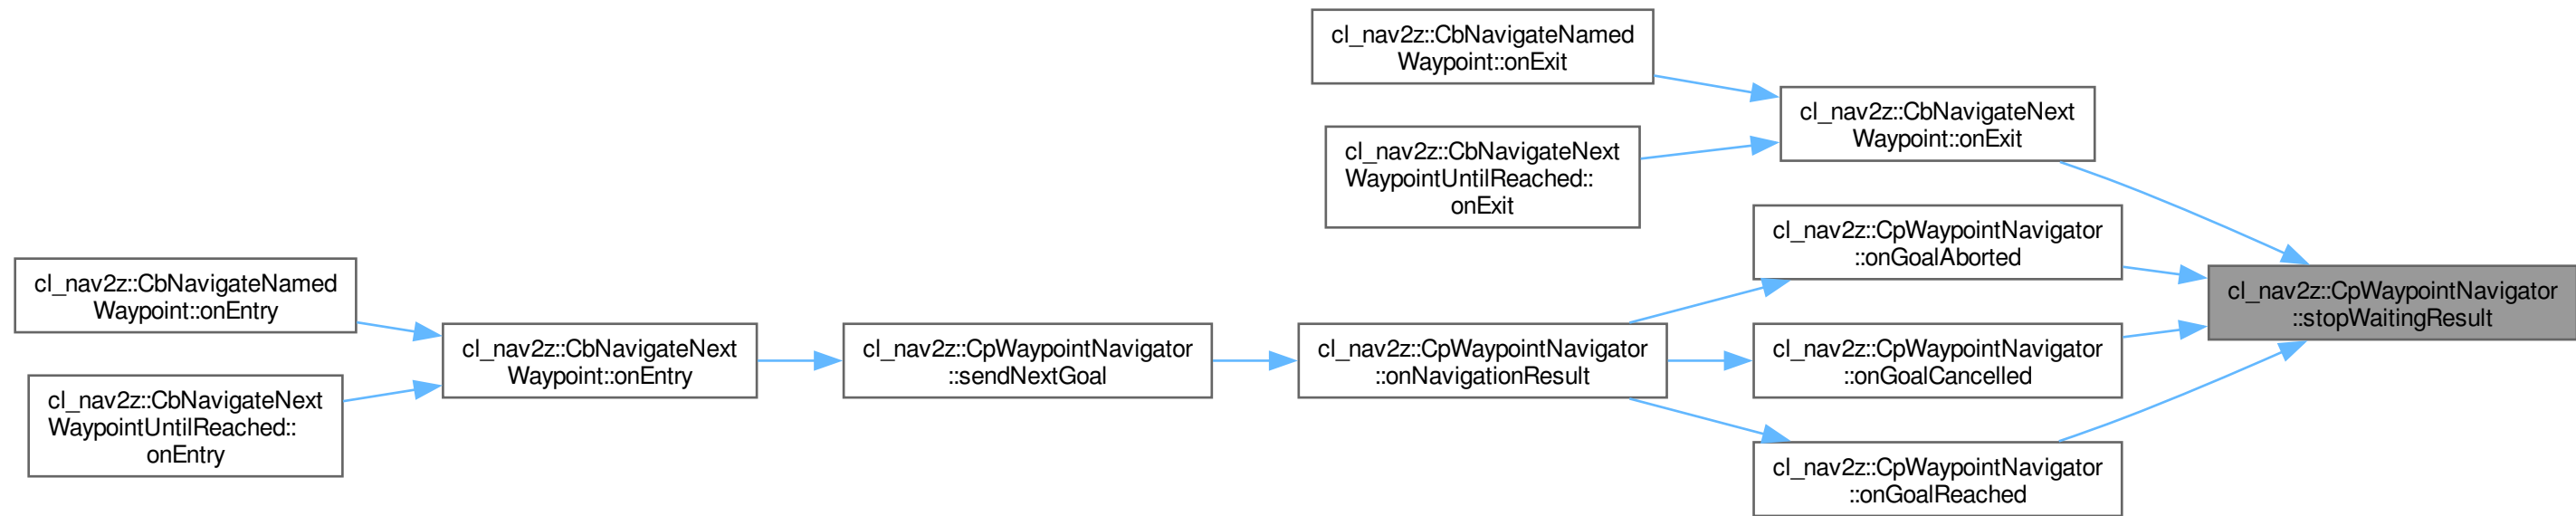 cl_nav2z::CbNavigateNamed
Waypoint::onExit
cl_nav2z::CbNavigateNext
Waypoint::onExit
cl_nav2z::CbNavigateNext
WaypointUntilReached::
onExit
cl_nav2z::CpWaypointNavigator
::onGoalAborted
cl_nav2z::CbNavigateNamed
Waypoint::onEntry
cl_nav2z::CpWaypointNavigator
::stopWaitingResult
cl_nav2z::CbNavigateNext
Waypoint::onEntry
cl_nav2z::CpWaypointNavigator
::sendNextGoal
cl_nav2z::CpWaypointNavigator
::onNavigationResult
cl_nav2z::CpWaypointNavigator
::onGoalCancelled
cl_nav2z::CbNavigateNext
WaypointUntilReached::
onEntry
cl_nav2z::CpWaypointNavigator
::onGoalReached